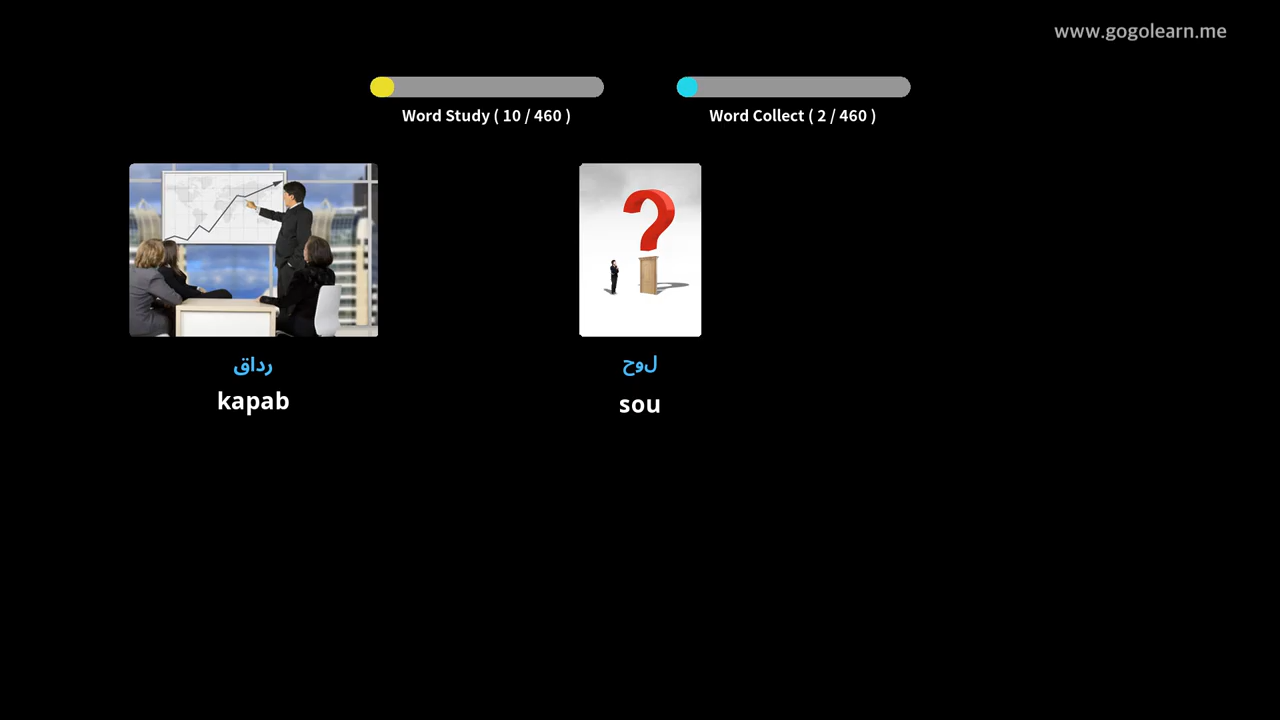 www.gogolearn.me
Word Study ( 10 / 460 )
Word Collect ( 2 / 460 )
رداق
kapab
لوح
sou